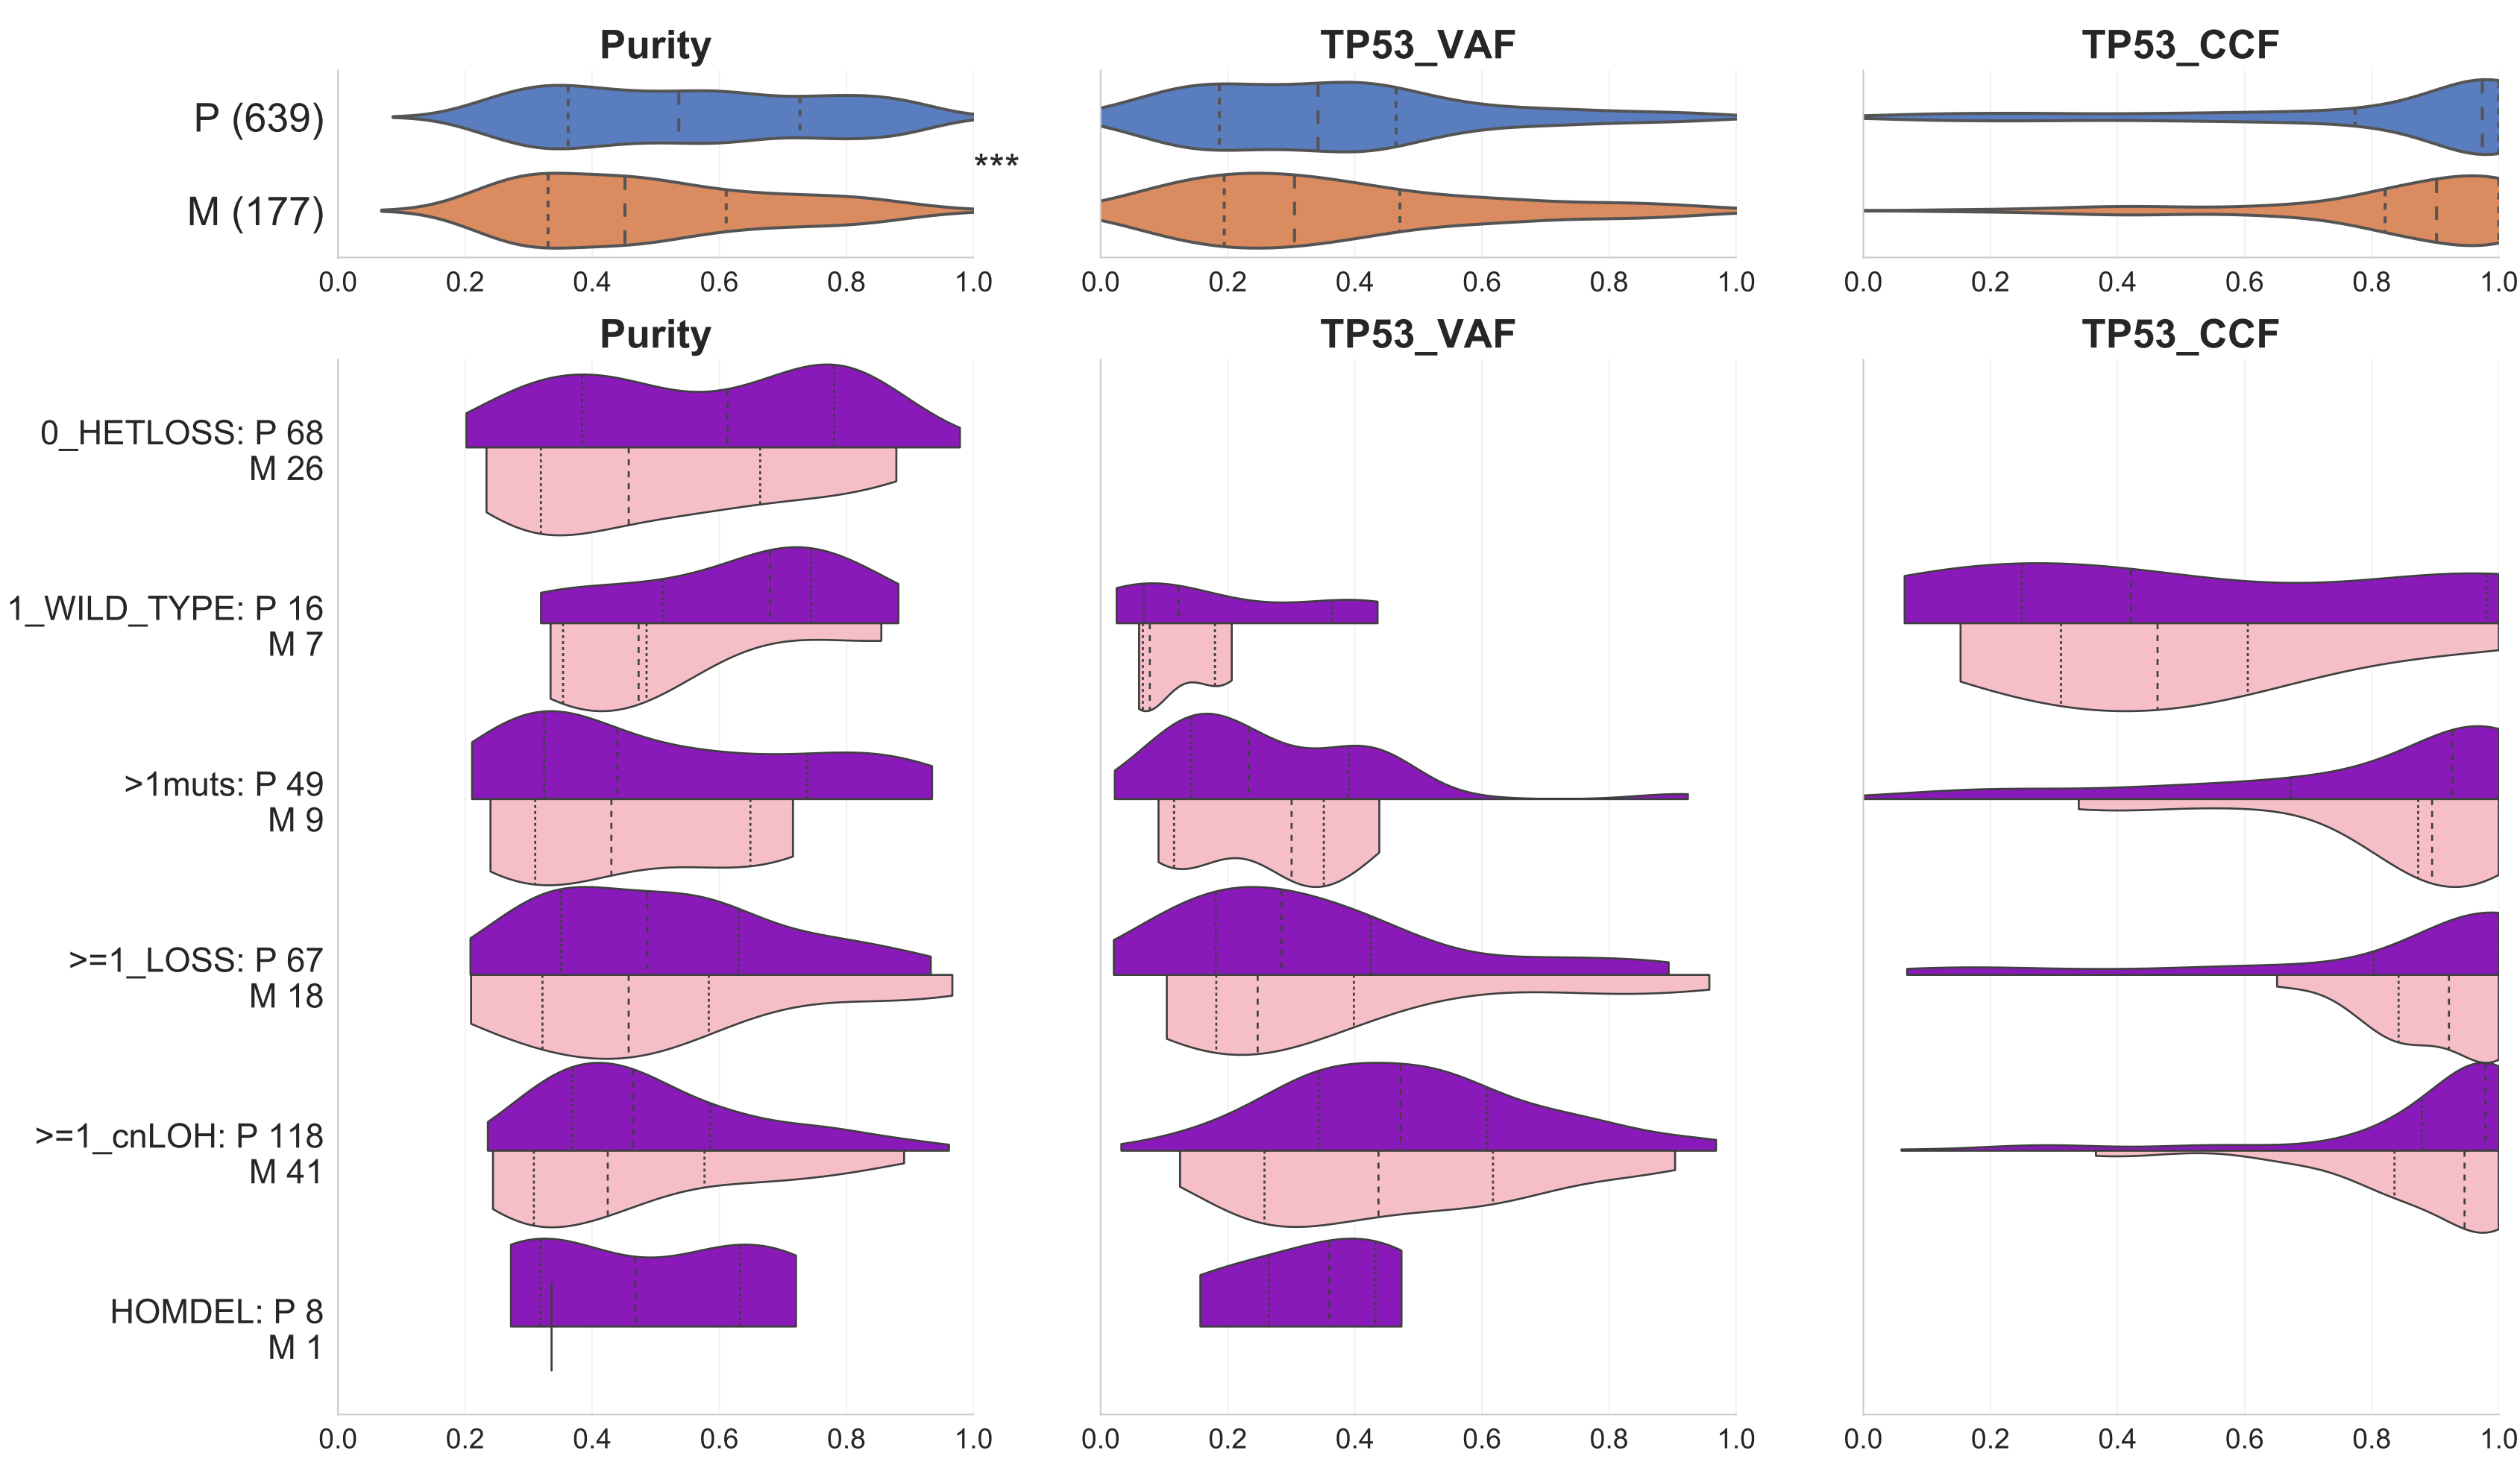 Purity
TP53_VAF
TP53_CCF
P (639)
M (177)
***
0.0 0.2 0.4 0.6 0.8 1.0
0.0 0.2 0.4 0.6 0.8 1.0
0.0 0.2 0.4 0.6 0.8 1.0
Purity
TP53_VAF
TP53_CCF
0_HETLOSS: P 68
M 26
1_WILD_TYPE: P 16
M 7
>1muts: P 49
M 9
>=1_LOSS: P 67
M 18
>=1_cnLOH: P 118
M 41
HOMDEL: P 8
M 1
0.0 0.2 0.4 0.6 0.8 1.0
0.0 0.2 0.4 0.6 0.8 1.0
0.0 0.2 0.4 0.6 0.8 1.0